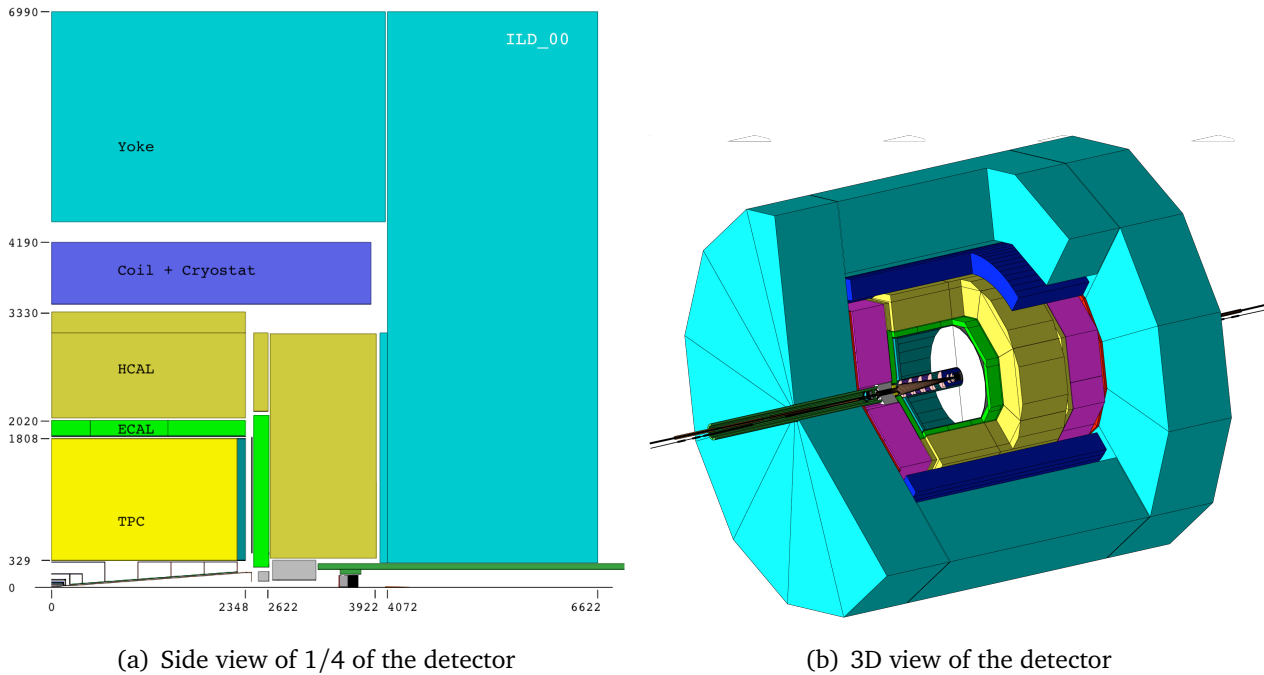 6990
ILD_00
Yoke
4190
Coil + Cryostat
3330
HCAL
2020
ECAL
1808
TPC
329
0
0 2348 2622 3922 4072 6622
(a) Side view of 1/4 of the detector
(b) 3D view of the detector